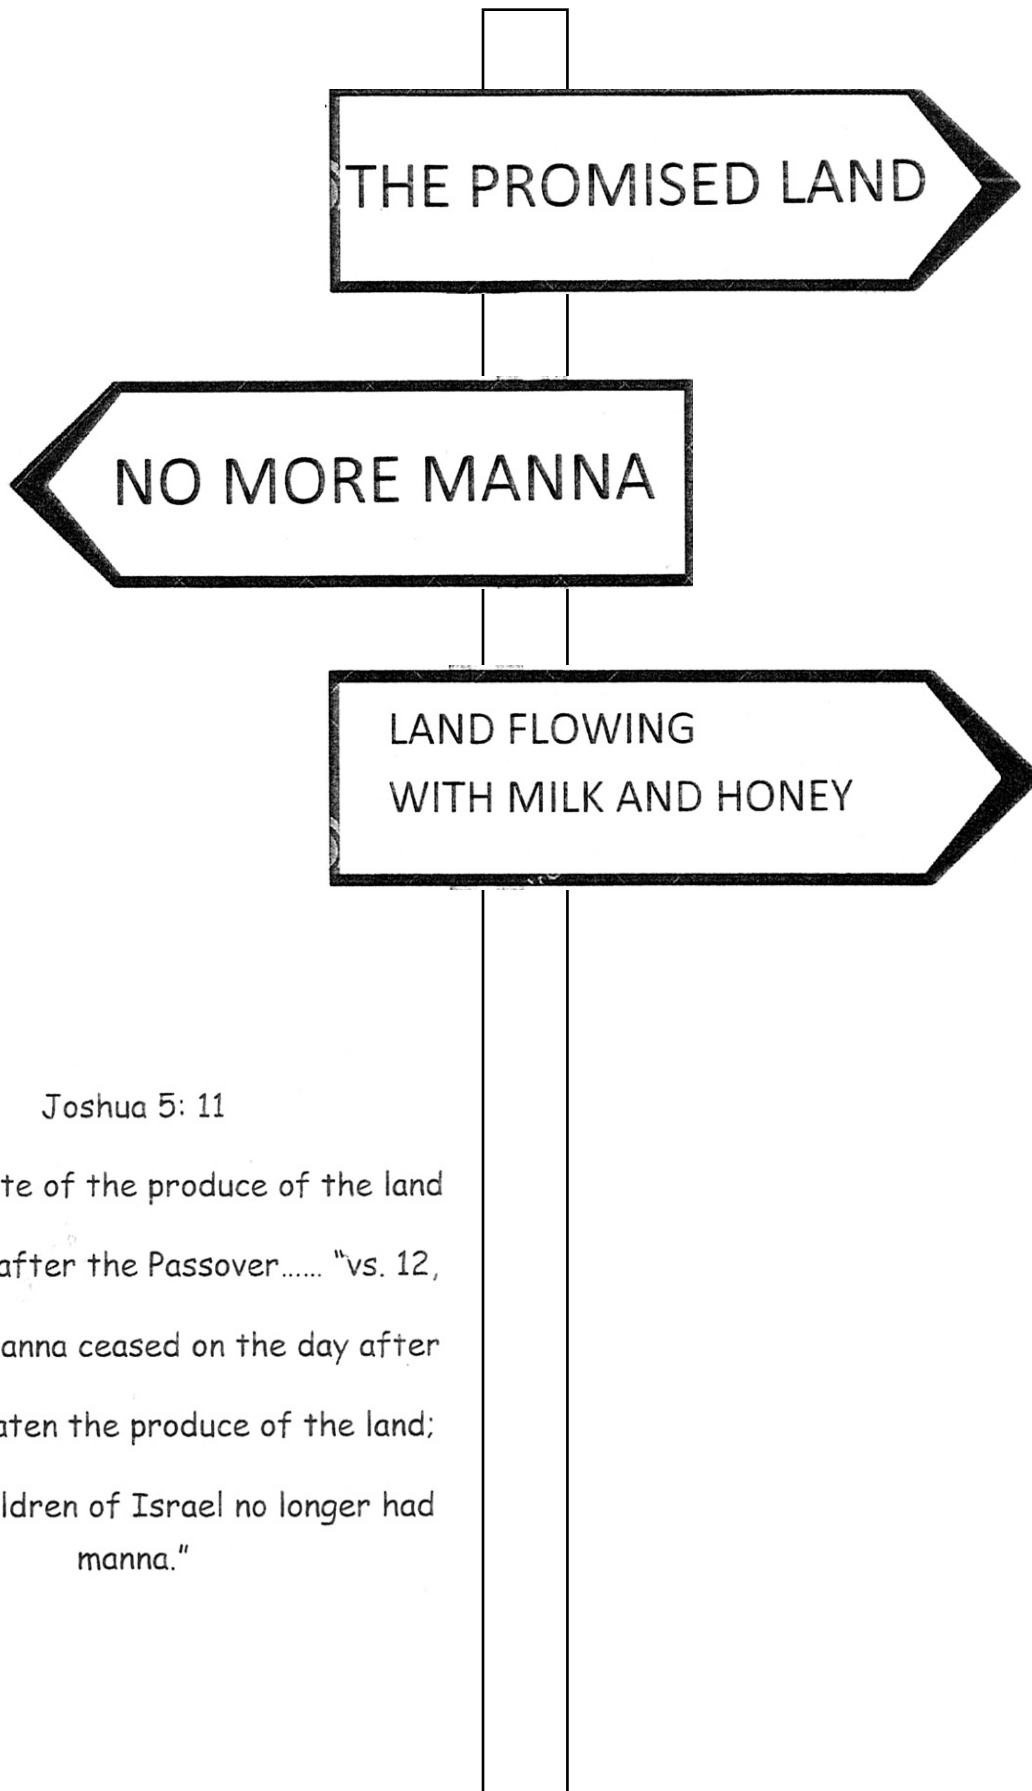 THE PROMISED LAND
NO MORE MANNA
LAND FLOWING
WITH MILK AND HONEY
Joshua 5: 11
te of the produce of the land
after the Passover...... "vs. 12,
anna ceased on the day after
aten the produce of the land;
ldren of Israel no longer had
manna."